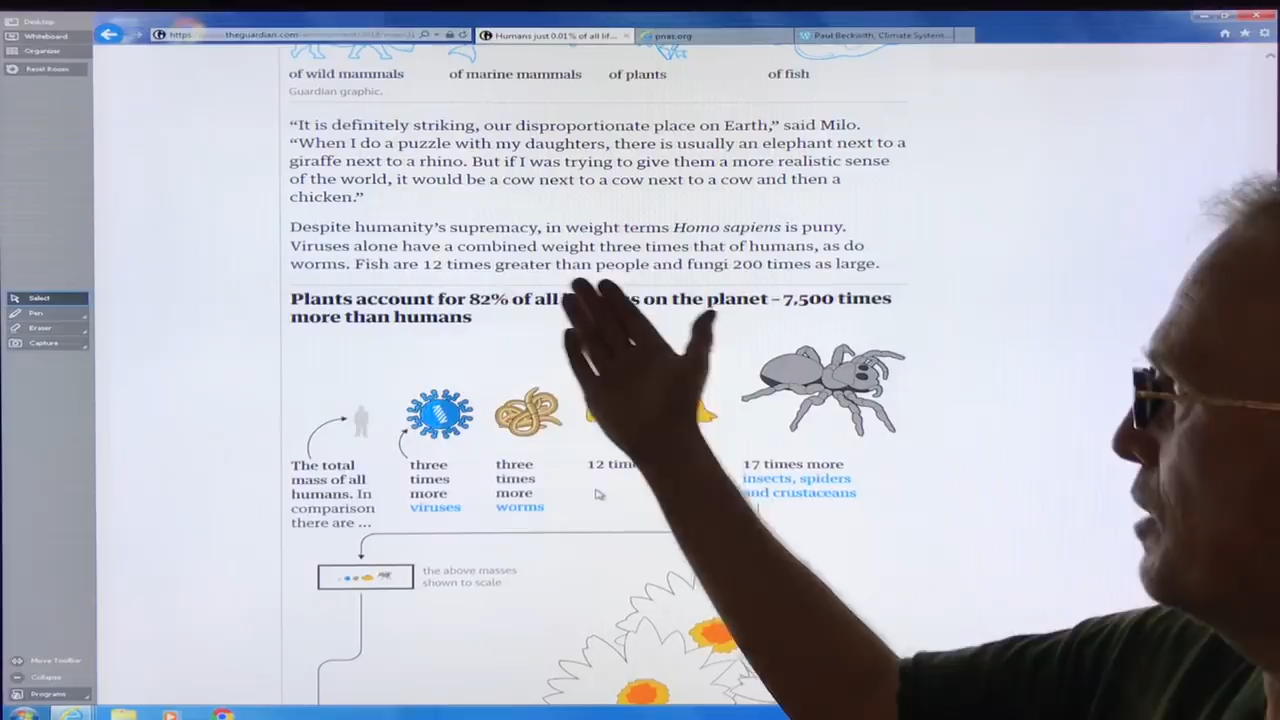 Desktop
Whiteboard
Organizer
Reset Room
https
theguardian.com
Humans just 0.01% of all lif...
pnas.org
Paul Beckwith, Climate System...
of wild mammals
of marine mammals
of plants
of fish
Guardian graphic.
“It is definitely striking, our disproportionate place on Earth,” said Milo.
“When I do a puzzle with my daughters, there is usually an elephant next to a
giraffe next to a rhino. But if I was trying to give them a more realistic sense
of the world, it would be a cow next to a cow next to a cow and then a
chicken.”
Despite humanity’s supremacy, in weight terms Homo sapiens is puny.
Viruses alone have a combined weight three times that of humans, as do
worms. Fish are 12 times greater than people and fungi 200 times as large.
Plants account for 82% of all on the planet – 7,500 times
more than humans
Select
Pen
Eraser
Capture
The total
mass of all
humans. In
comparison
there are ...
three
times
more
viruses
three
times
more
worms
12
17 times more
insects, spiders
and crustaceans
the above masses
shown to scale
Move Toolbar
Collapse
Programs